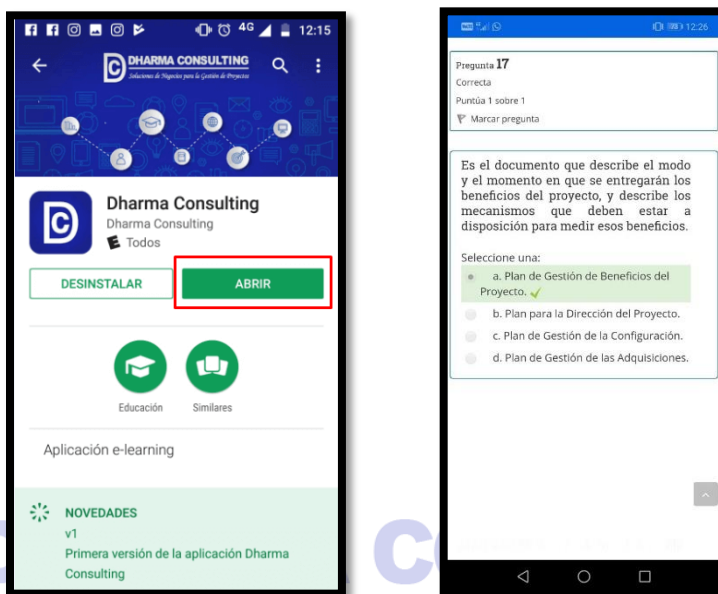 4G 12:15
DHARMA CONSULTING
Soluciones de Negocios para la Gestión de Proyectos
Dharma Consulting
Dharma Consulting
E Todos
DESINSTALAR
ABRIR
Educación
Similares
Aplicación e-learning
NOVEDADES
v1
Primera versión de la aplicación Dharma
Consulting
12:26
Pregunta 17
Correcta
Puntúa 1 sobre 1
Marcar pregunta
Es el documento que describe el modo
y el momento en que se entregarán los
beneficios del proyecto, y describe los
mecanismos que deben estar a
disposición para medir esos beneficios.
Seleccione una:
a. Plan de Gestión de Beneficios del
Proyecto.
b. Plan para la Dirección del Proyecto.
c. Plan de Gestión de la Configuración.
d. Plan de Gestión de las Adquisiciones.